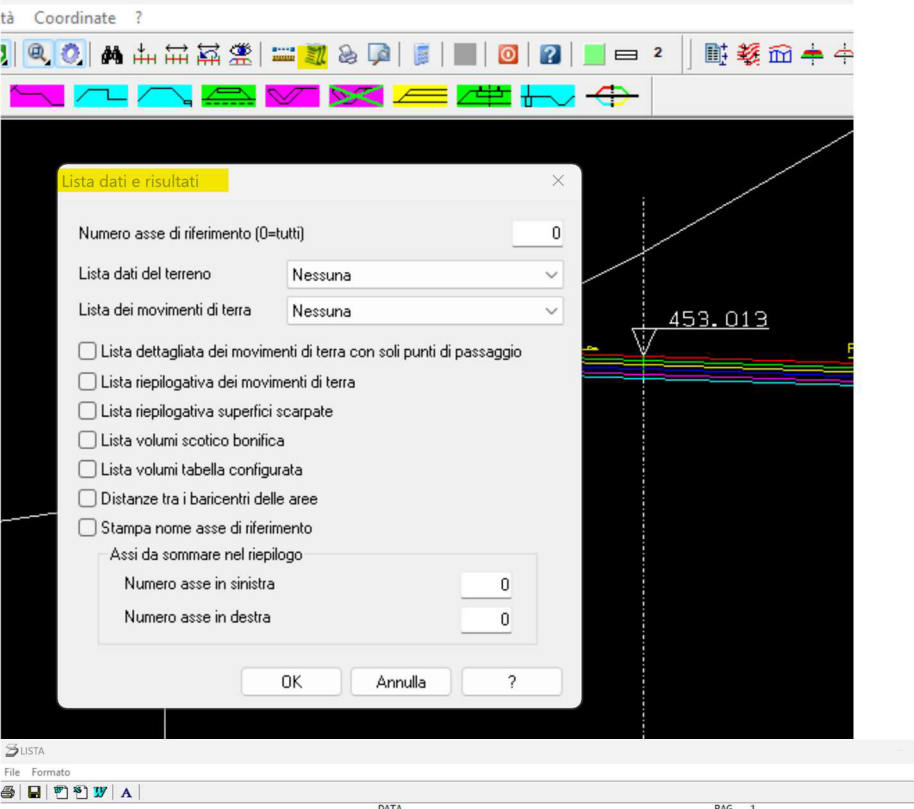 tà Coordinate ?
2
Lista dati e risultati
Numero asse di riferimento (0=tutti) 0
Lista dati del terreno Nessuna
Lista dei movimenti di terra Nessuna
453.013
Lista dettagliata dei movimenti di terra con soli punti di passaggio
Lista riepilogativa dei movimenti di terra
Lista riepilogativa superfici scarpate
Lista volumi scotico bonifica
Lista volumi tabella configurata
Distanze tra i baricentri delle aree
Stampa nome asse di riferimento
Assi da sommare nel riepilogo
Numero asse in sinistra 0
Numero asse in destra 0
OK Annulla ?
LISTA
File Formato
W A
DATA PAG 1